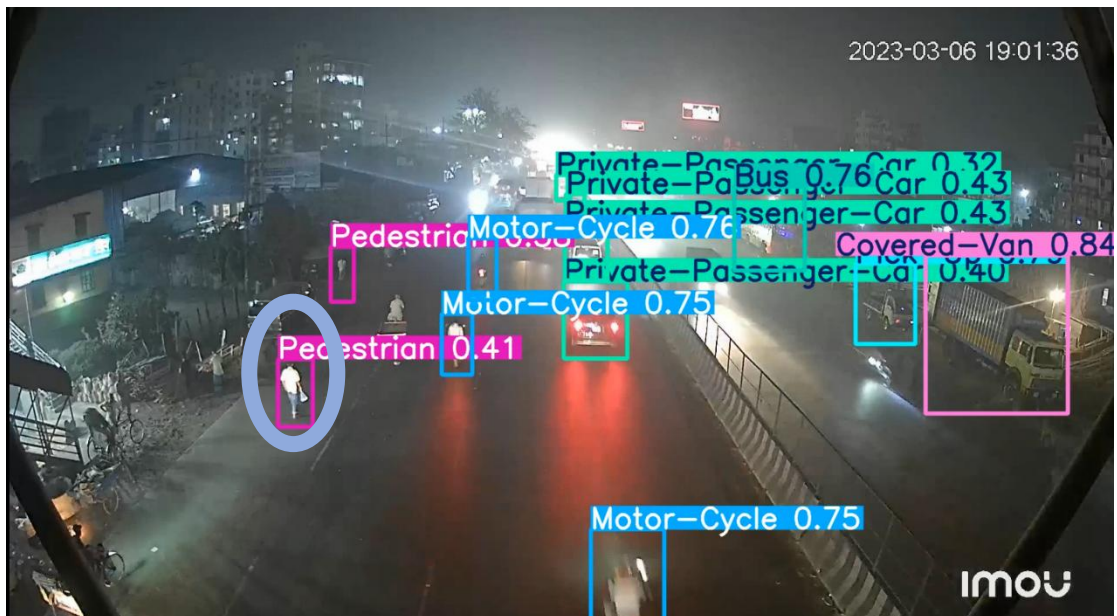 2023-03-06 19:01:36
Private-Passenger-Car 0.32
Bus 0.76
Private-Passenger-Car 0.43
Private-Passenger-Car 0.43
Motor-Cycle 0.76
Pedestrian
Covered-Van 0.84
Private-Passenger-Car 0.40
Motor-Cycle 0.75
Pedestrian 0.41
Motor-Cycle 0.75
imou